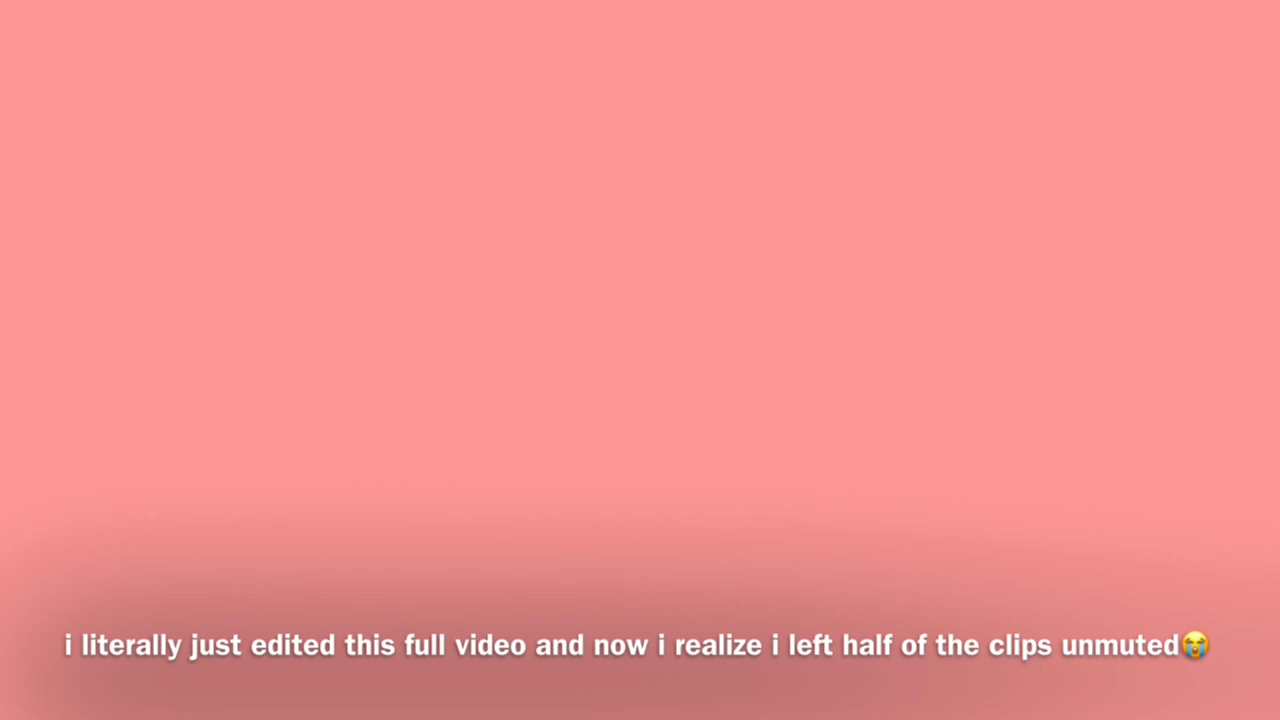 i literally just edited this full video and now i realize i left half of the clips unmuted😭